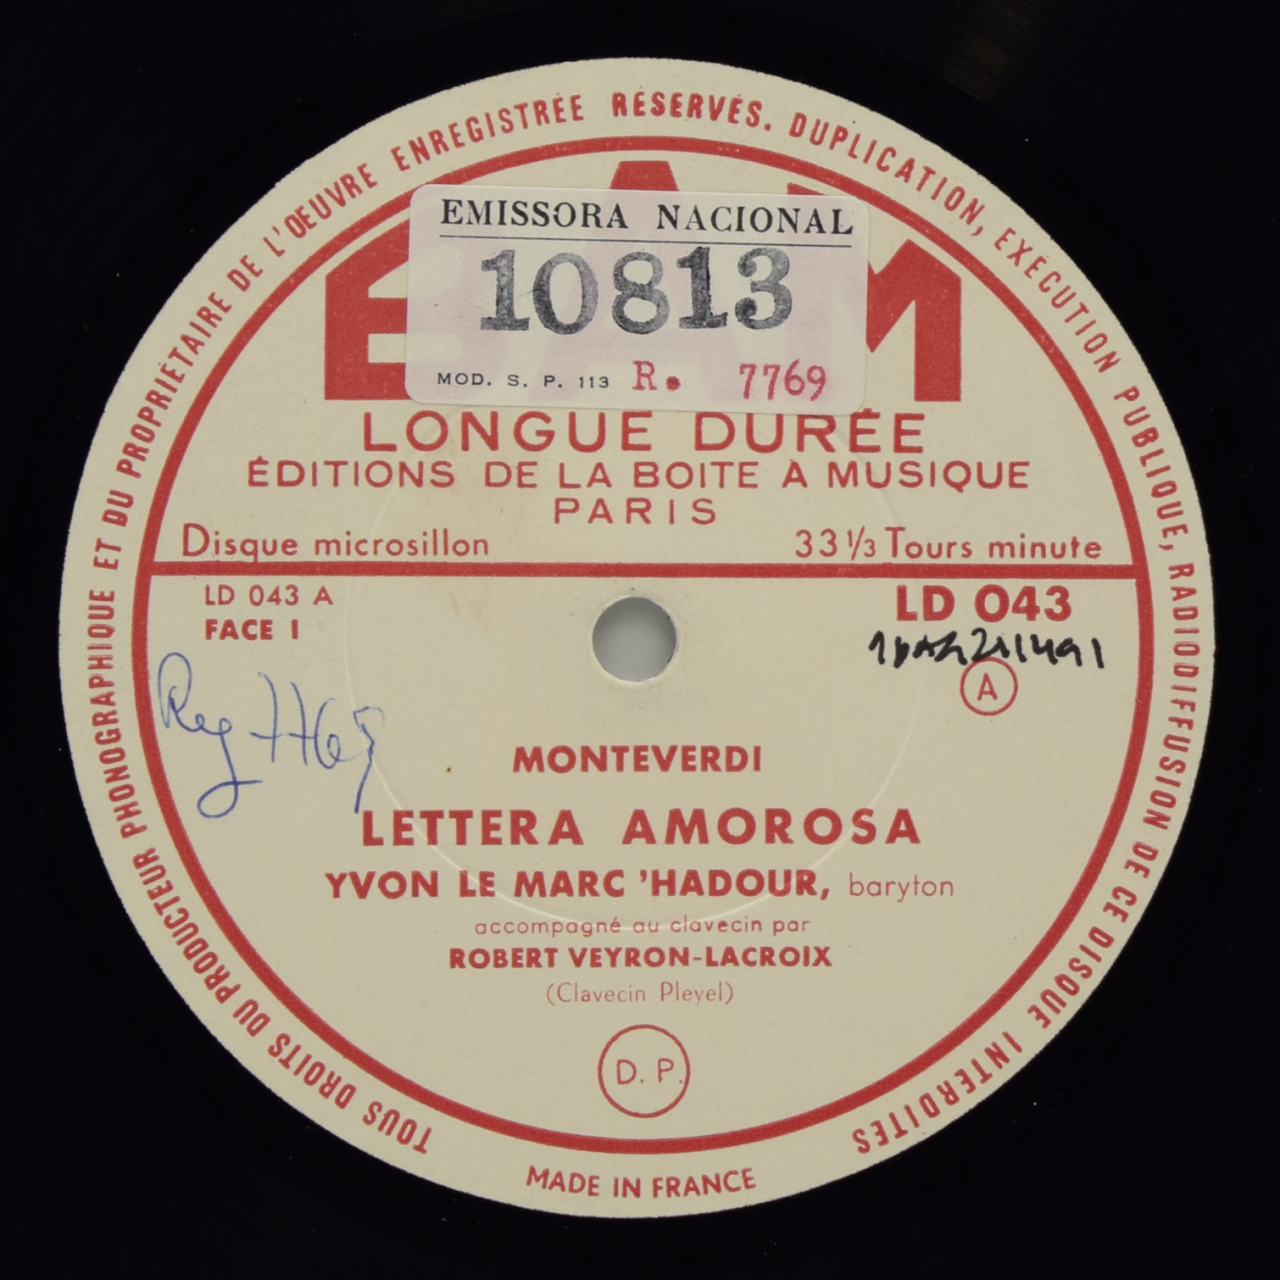 TOUS DROITS DU PRODUCTEUR PHONOGRAPHIQUE ET DU PROPRIÉTAIRE DE L'ŒUVRE ENREGISTRÉE RÉSERVÉS. DUPLICATION, EXÉCUTION PUBLIQUE, RADIODIFFUSION DE CE DISQUE INTERDITES
EMISSORA NACIONAL
10813
MOD. S. P. 113 R. 7769
LONGUE DURÉE
ÉDITIONS DE LA BOITE À MUSIQUE
PARIS
Disque microsillon 33 1/3 Tours minute
LD 043 A LD 043
FACE I
A
Reg 7769
MONTEVERDI
LETTERA AMOROSA
YVON LE MARC 'HADOUR, baryton
accompagné au clavecin par
ROBERT VEYRON-LACROIX
(Clavecin Pleyel)
D. P.
MADE IN FRANCE